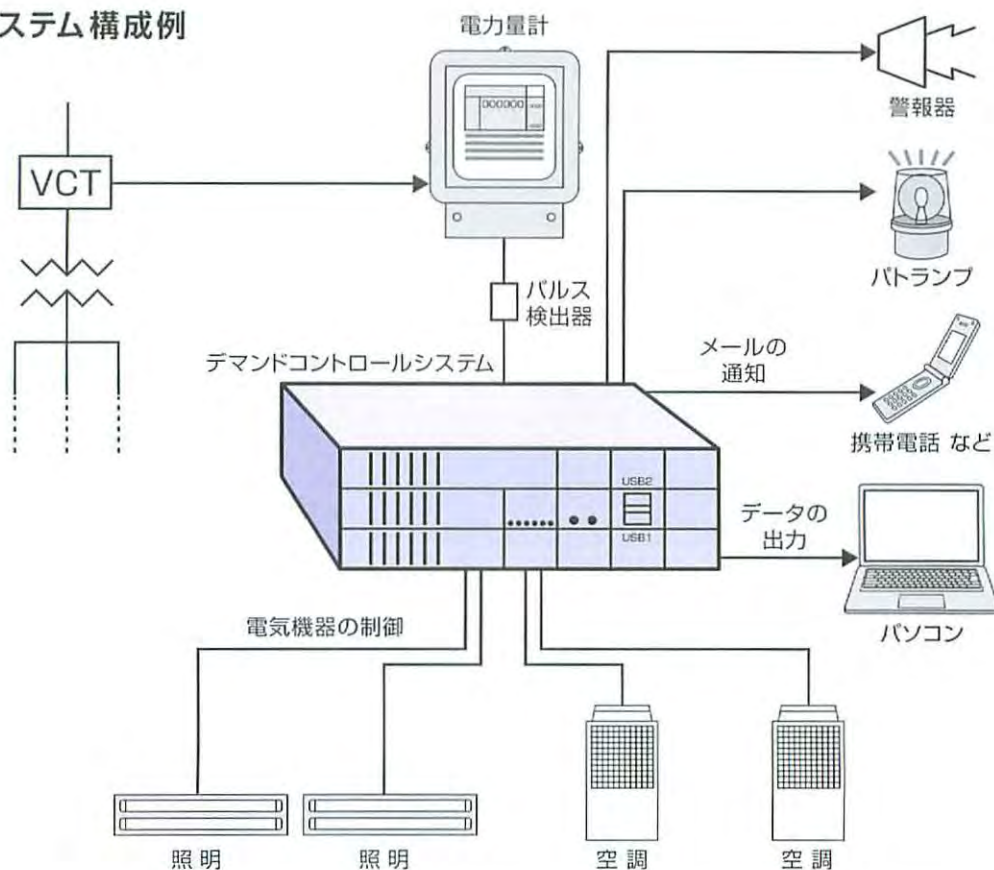 ステム構成例
電力量計
警報器
VCT
パトランプ
パルス
検出器
デマンドコントロールシステム
メールの
通知
携帯電話 など
USB2
USB1
データの
出力
パソコン
電気機器の制御
照明
照明
空調
空調